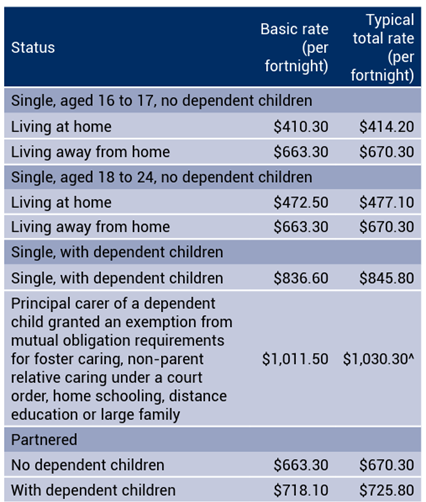 Status Basic rate (per fortnight) Typical total rate (per fortnight)
Single, aged 16 to 17, no dependent children
Living at home $410.30 $414.20
Living away from home $663.30 $670.30
Single, aged 18 to 24, no dependent children
Living at home $472.50 $477.10
Living away from home $663.30 $670.30
Single, with dependent children
Single, with dependent children $836.60 $845.80
Principal carer of a dependent
child granted an exemption from
mutual obligation requirements
for foster caring, non-parent $1,011.50 $1,030.30^
relative caring under a court
order, home schooling, distance
education or large family
Partnered
No dependent children $663.30 $670.30
With dependent children $718.10 $725.80